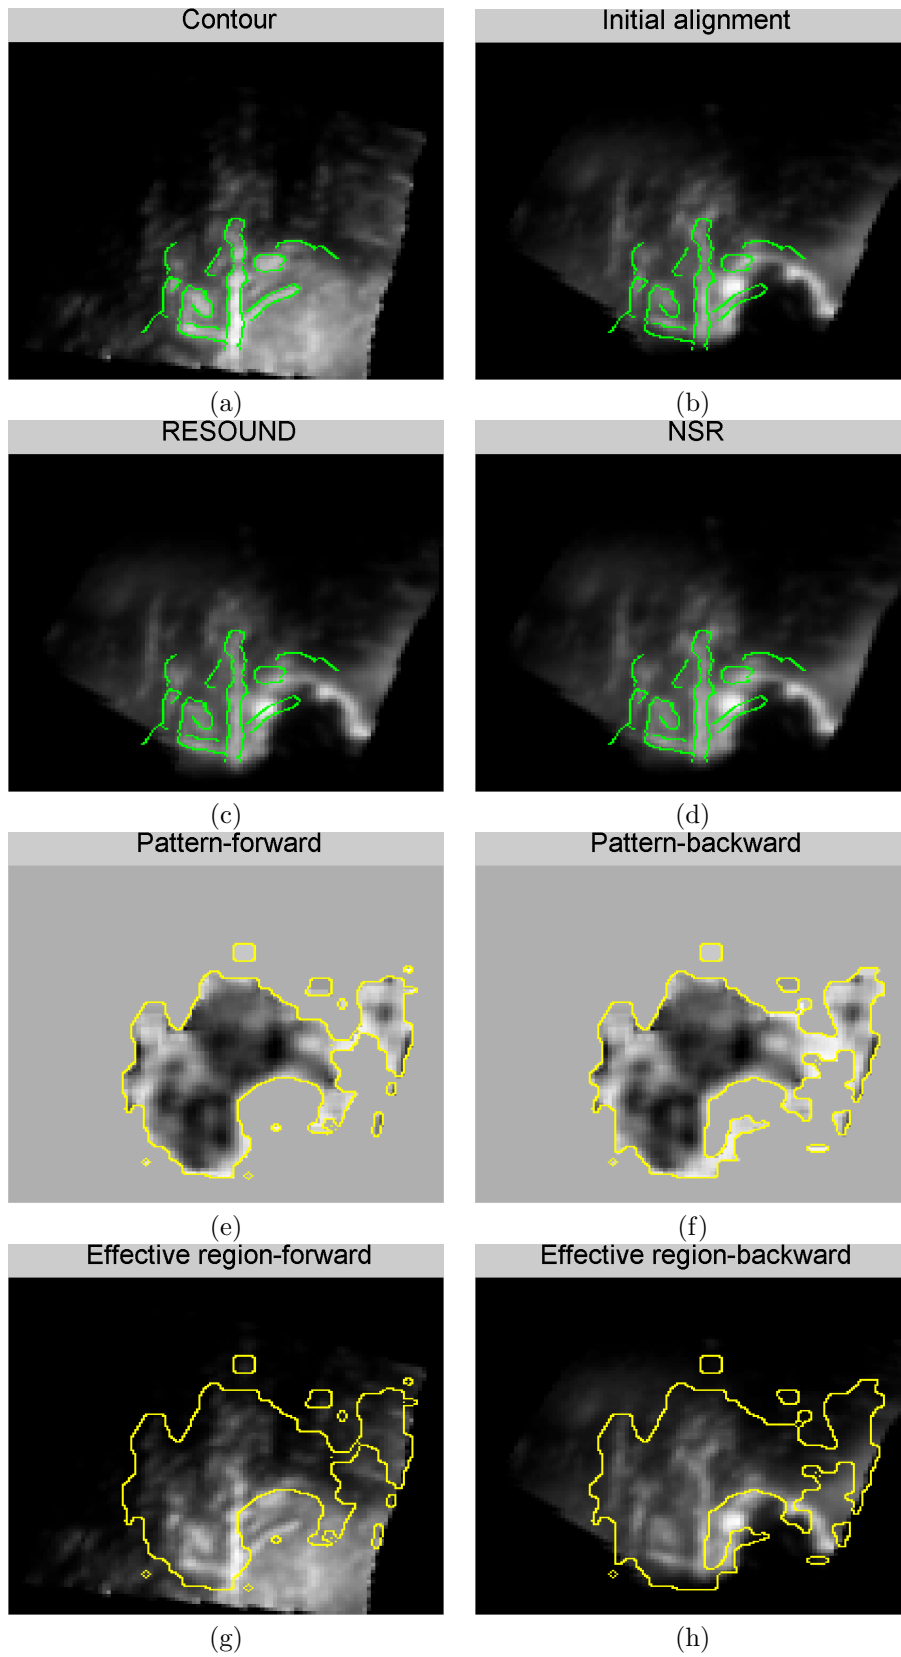 Contour
Initial alignment
(a)
(b)
RESOUND
NSR
(c)
(d)
Pattern-forward
Pattern-backward
(e)
(f)
Effective region-forward
Effective region-backward
(g)
(h)